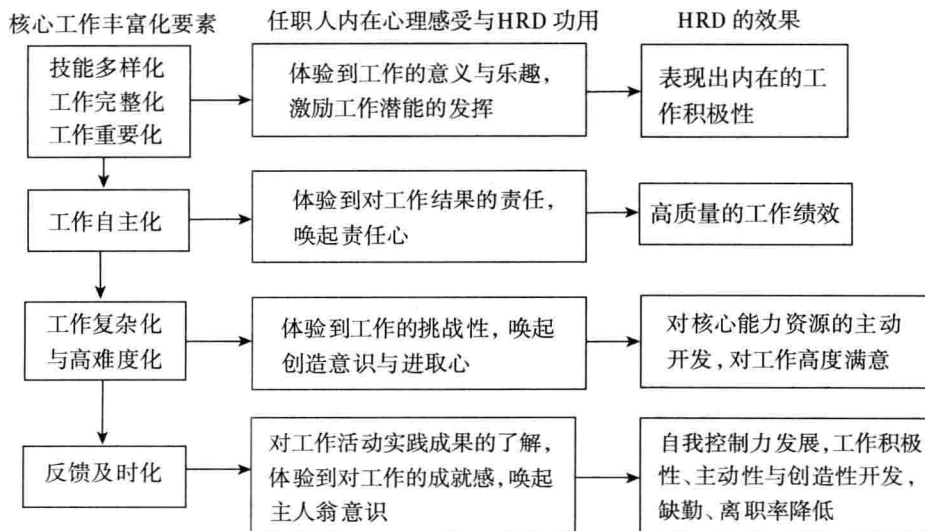 核心工作丰富化要素
任职人内在心理感受与HRD 功用
HRD 的效果
技能多样化
工作完整化
工作重要化
体验到工作的意义与乐趣，
激励工作潜能的发挥
表现出内在的工
作积极性
工作自主化
体验到对工作结果的责任，
唤起责任心
高质量的工作绩效
工作复杂化
与高难度化
体验到工作的挑战性，唤起
创造意识与进取心
对核心能力资源的主动
开发，对工作高度满意
反馈及时化
对工作活动实践成果的了解，
体验到对工作的成就感，唤起
主人翁意识
自我控制力发展，工作积极
性、主动性与创造性开发，
缺勤、离职率降低